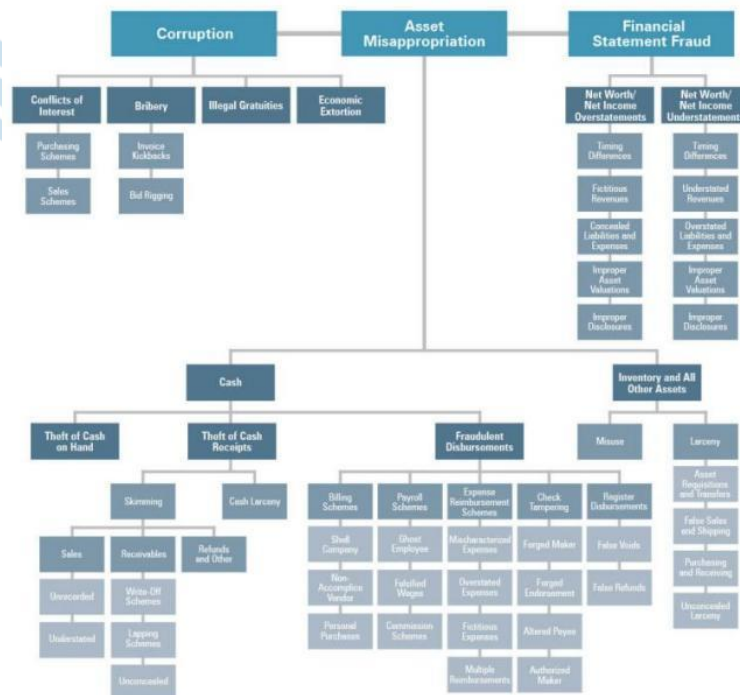 Corruption
Asset
Misappropriation
Financial
Statement Fraud
Conflicts of
Interest
Bribery
Illegal Gratuities
Economic
Extortion
Purchasing
Schemes
Sales
Schemes
Invoice
Kickbacks
Bid Rigging
Net Worth/
Net Income
Overstatements
Net Worth/
Net Income
Understatements
Timing
Differences
Fictitious
Revenues
Concealed
Liabilities and
Expenses
Improper
Asset
Valuations
Improper
Disclosures
Timing
Differences
Understated
Revenues
Overstated
Liabilities and
Expenses
Improper
Asset
Valuations
Improper
Disclosures
Cash
Inventory and All
Other Assets
Theft of Cash
on Hand
Theft of Cash
Receipts
Fraudulent
Disbursements
Misuse
Larceny
Skimming
Cash Larceny
Sales
Receivables
Refunds
and Other
Unrecorded
Understated
Write-Off
Schemes
Lapping
Schemes
Unconcealed
Billing
Schemes
Shell
Company
Non-
Accomplice
Vendor
Personal
Purchases
Payroll
Schemes
Ghost
Employee
Falsified
Wages
Commission
Schemes
Expense
Reimbursement
Schemes
Mischaracterized
Expenses
Overstated
Expenses
Fictitious
Expenses
Multiple
Reimbursements
Check
Tampering
Forged Maker
Forged
Endorsement
Altered Payee
Authorized
Maker
Register
Disbursements
False Voids
False Refunds
Asset
Requisitions
and Transfers
False Sales
and Shipping
Purchasing
and Receiving
Unconcealed
Larceny